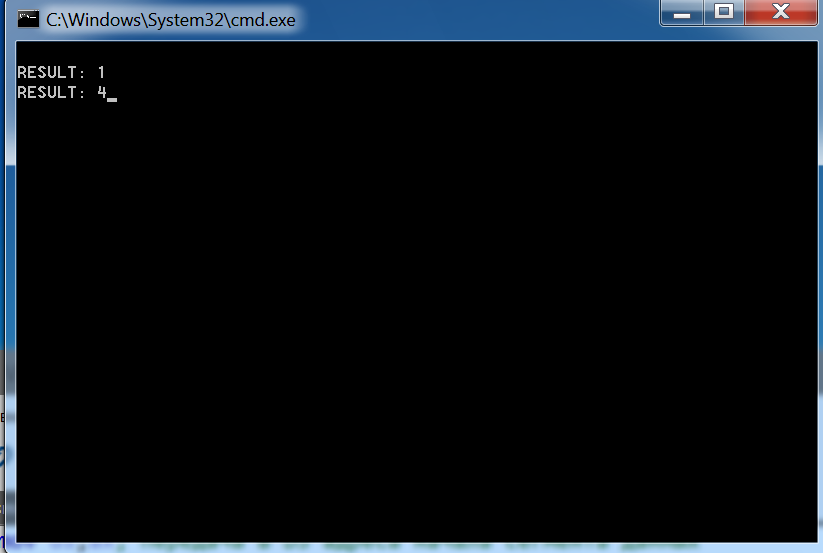 C:\Windows\System32\cmd.exe
RESULT: 1
RESULT: 4